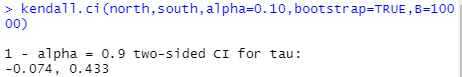 > kendall.ci(north,south,alpha=0.10,bootstrap=TRUE,B=100
00)
1 - alpha = 0.9 two-sided CI for tau:
-0.074, 0.433